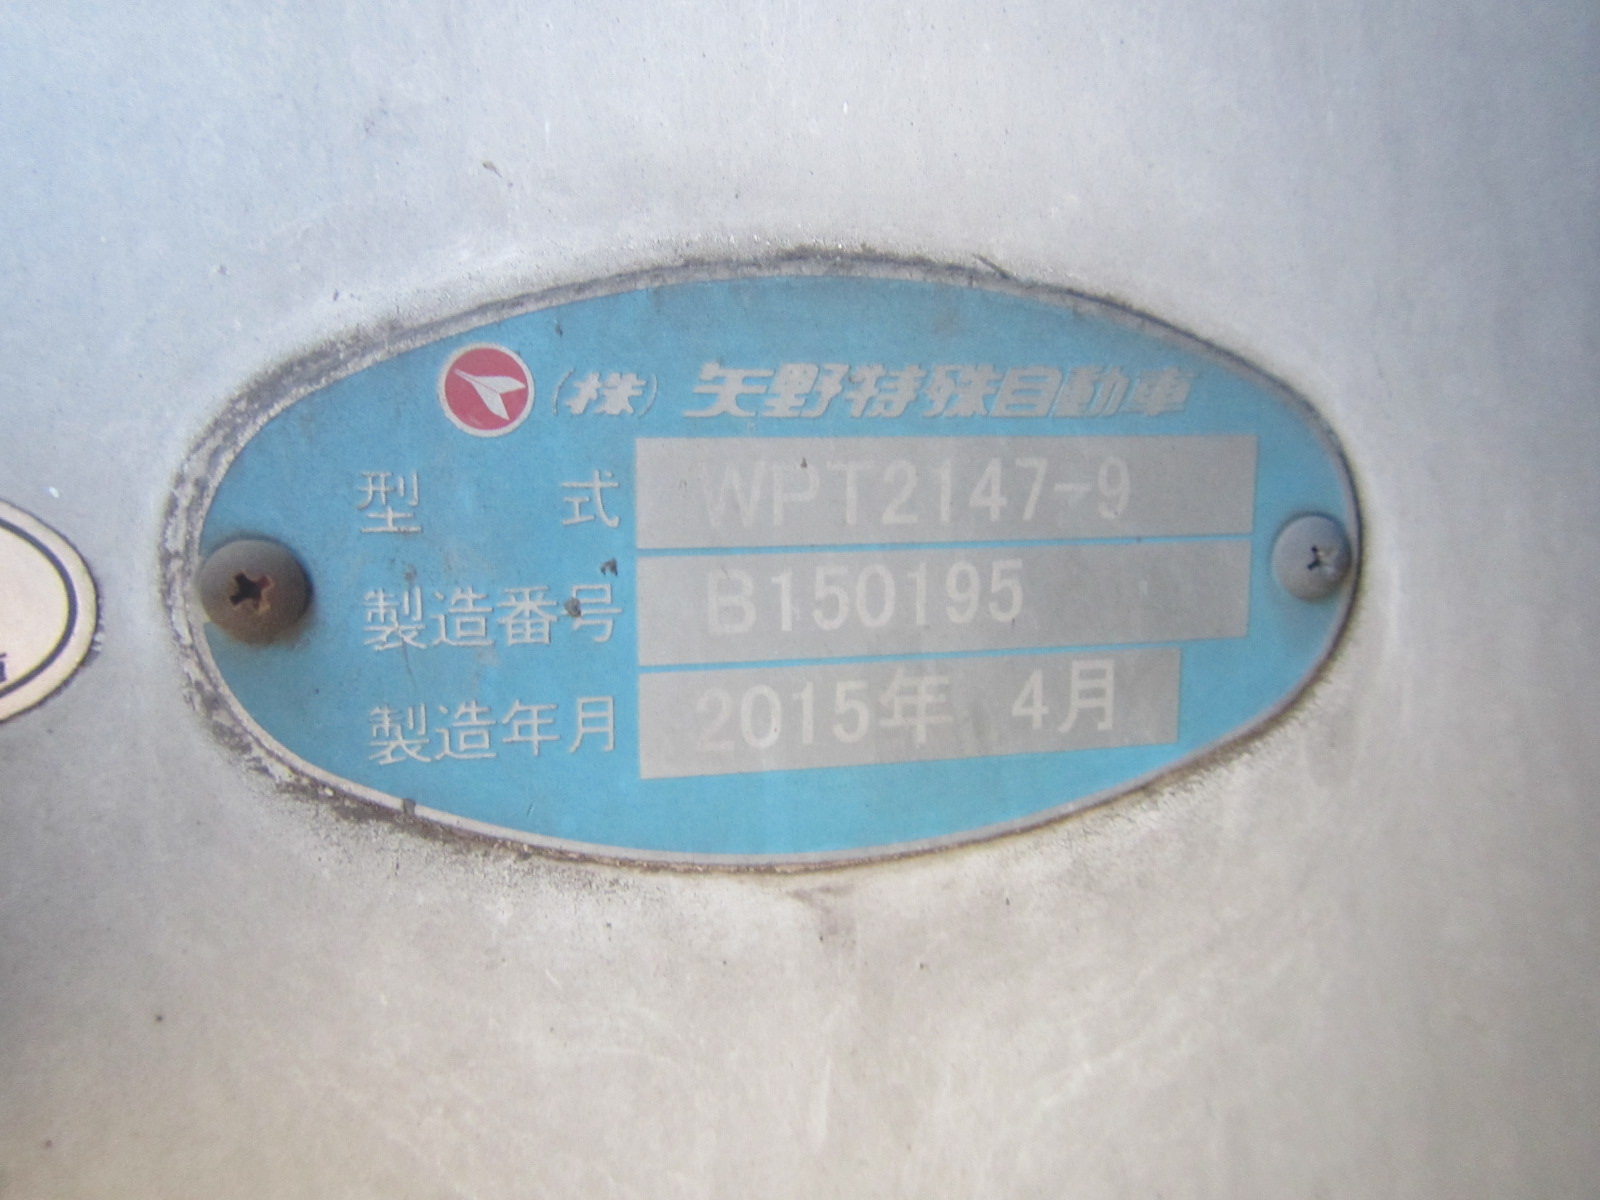 (株) 矢野特殊自動車
型式 WPT2147-9
製造番号 B150195
製造年月 2015年 4月